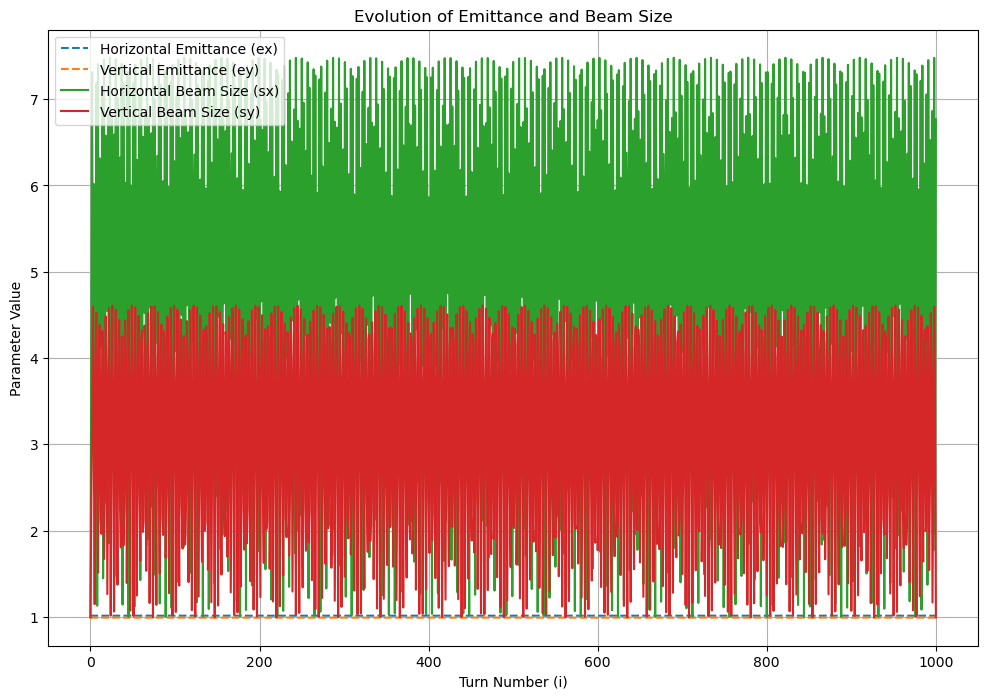 Evolution of Emittance and Beam Size
Horizontal Emittance (ex)
Vertical Emittance (ey)
Horizontal Beam Size (sx)
Vertical Beam Size (sy)
Parameter Value
7
6
5
4
3
2
1
0 200 400 600 800 1000
Turn Number (i)